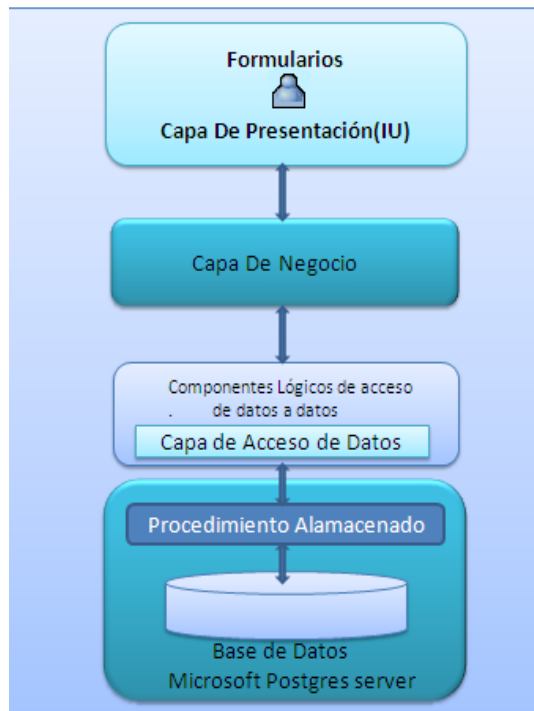 Formularios
Capa De Presentación(IU)
Capa De Negocio
Componentes Lógicos de acceso
. de datos a datos
Capa de Acceso de Datos
Procedimiento Alamacenado
Base de Datos
Microsoft Postgres server